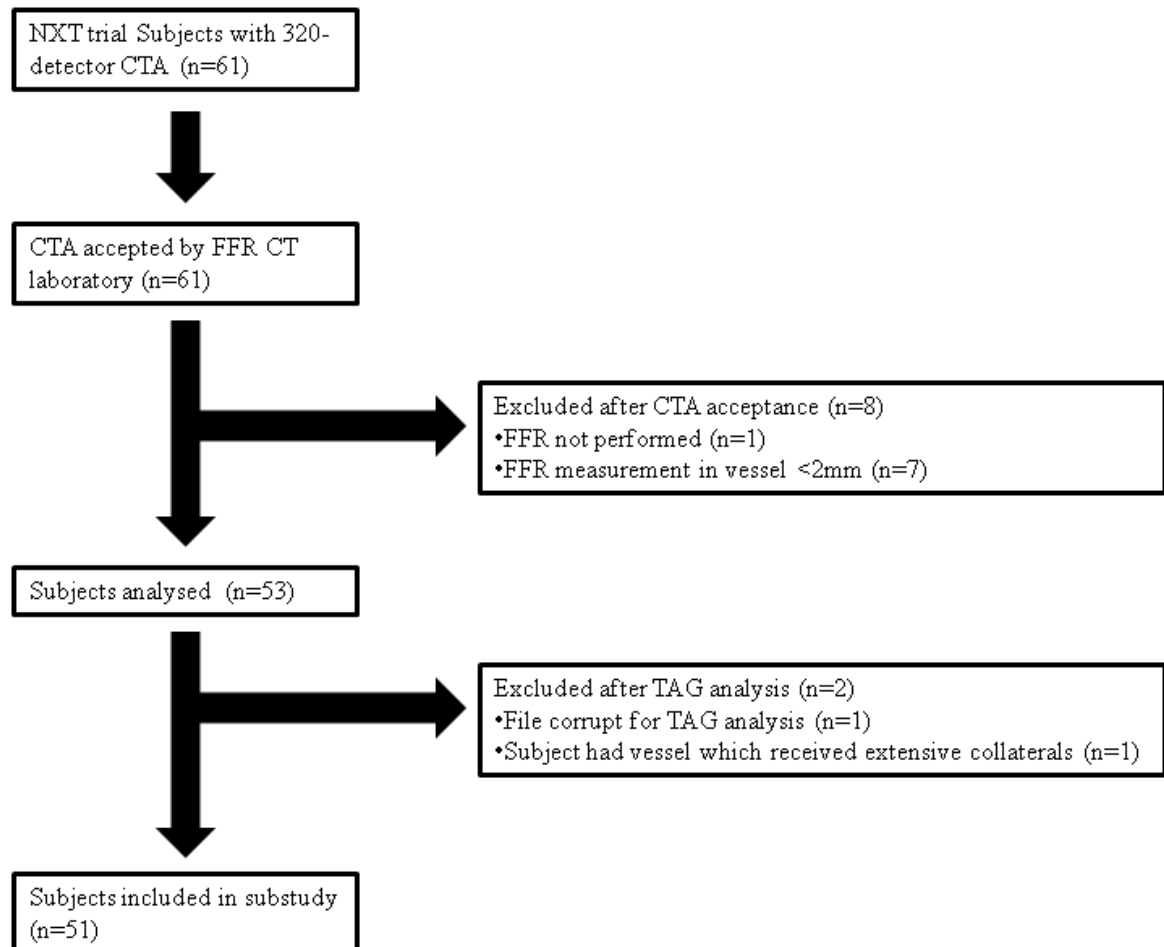 NXT trial Subjects with 320-
detector CTA (n=61)
CTA accepted by FFR CT
laboratory (n=61)
Excluded after CTA acceptance (n=8)
•FFR not performed (n=1)
•FFR measurement in vessel <2mm (n=7)
Subjects analysed (n=53)
Excluded after TAG analysis (n=2)
•File corrupt for TAG analysis (n=1)
•Subject had vessel which received extensive collaterals (n=1)
Subjects included in substudy
(n=51)